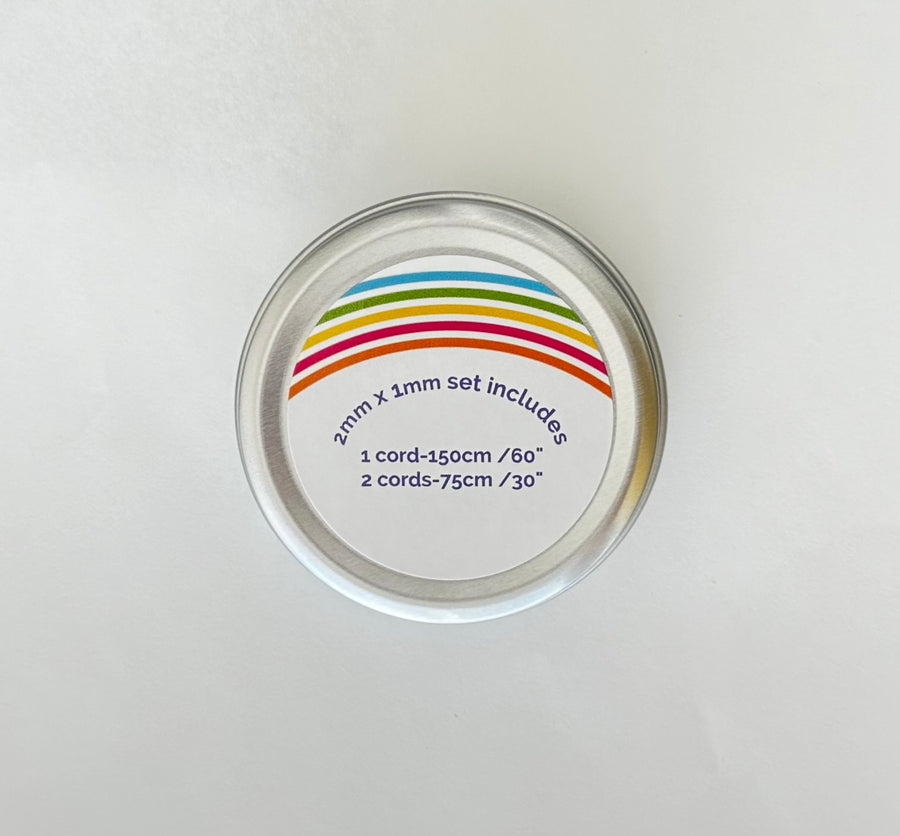 2mm x 1mm set includes
1 cord-150cm /60"
2 cords-75cm /30"